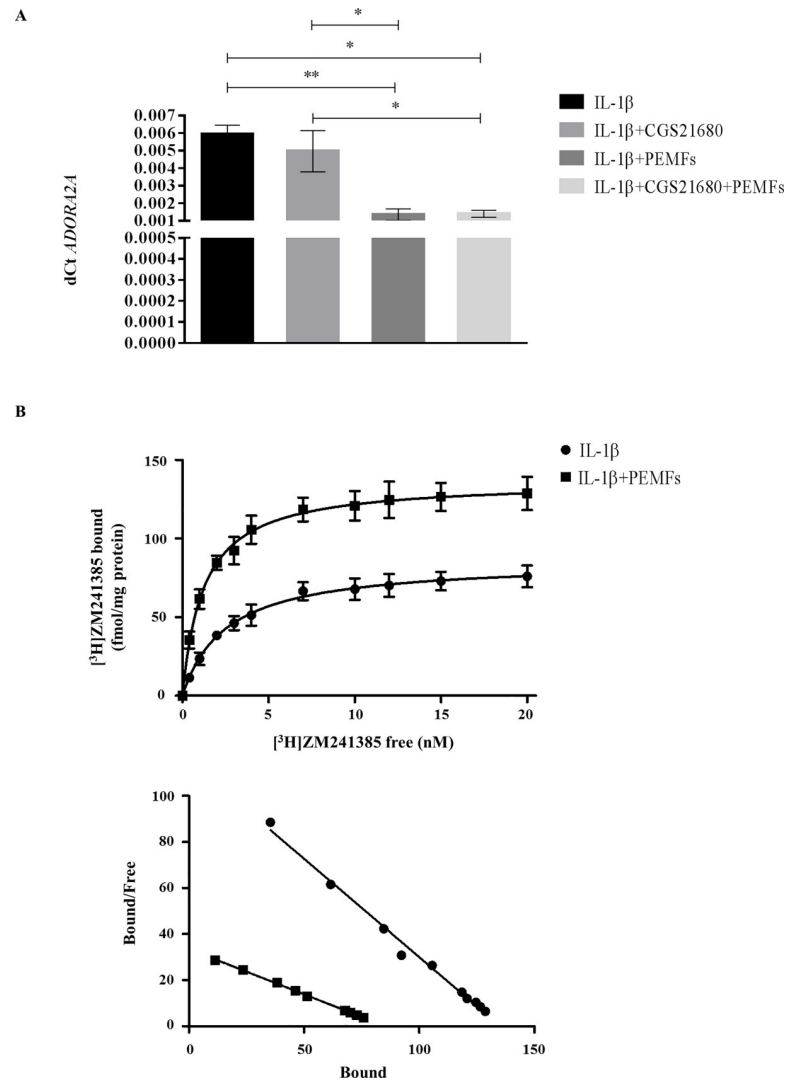 A
*
*
**
*
0.007
0.006
0.005
0.004
0.003
0.002
0.001
0.0005
0.0004
0.0003
0.0002
0.0001
0.0000
dCt ADORA2A
IL-1β
IL-1β+CGS21680
IL-1β+PEMFs
IL-1β+CGS21680+PEMFs
B
150
100
50
0
[³H]ZM241385 bound
(fmol/mg protein)
0 5 10 15 20
[³H]ZM241385 free (nM)
IL-1β
IL-1β+PEMFs
100
80
60
40
20
0
Bound/Free
0 50 100 150
Bound